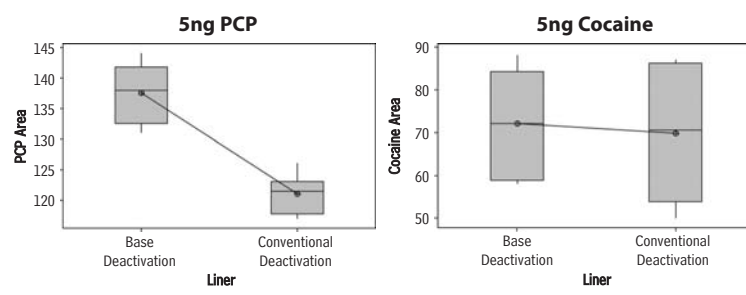 5ng PCP
145
140
135
130
125
120
PCP Area
Base
Deactivation
Conventional
Deactivation
Liner
5ng Cocaine
90
80
70
60
50
Cocaine Area
Base
Deactivation
Conventional
Deactivation
Liner